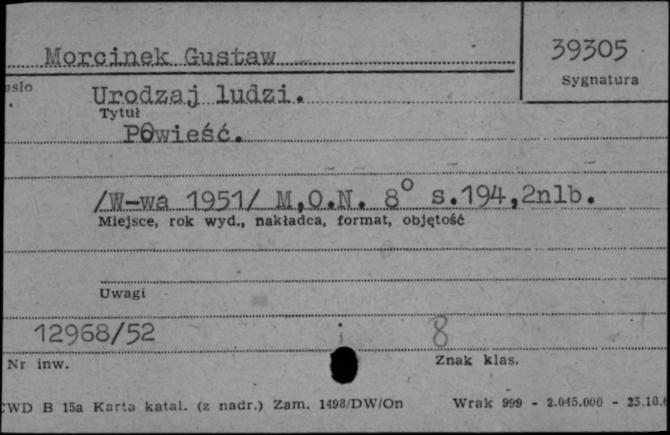 Morcinek Gustaw
39305
Sygnatura
Urodzaj ludzi.
Tytuł
Powieść.
/W-wa 1951/ M.O.N. 8° s.194,2nlb.
Miejsce, rok wyd., nakładca, format, objętość
Uwagi
12968/52
8
Nr inw.
Znak klas.
CWD B 15a Karta katal. (z nadr.) Zam. 1498/DW/On
Wrak 999 - 2.045.000 - 25.10.